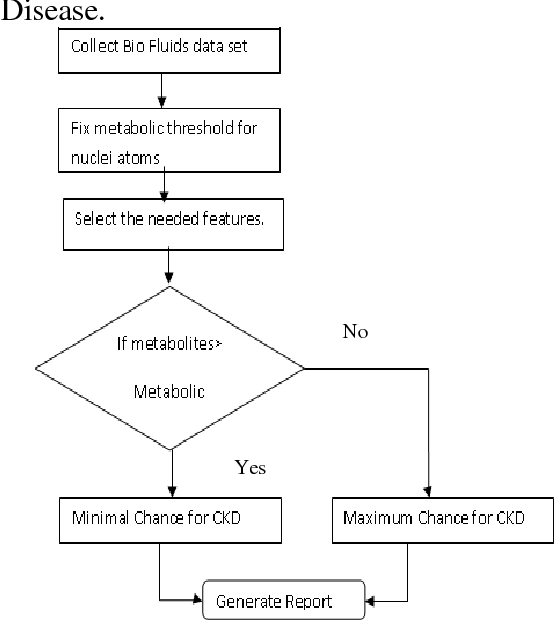 Disease.
Collect Bio Fluids data set
Fix metabolic threshold for
nuclei atoms
Select the needed features.
If metabolites>
Metabolic
No
Yes
Minimal Chance for CKD
Maximum Chance for CKD
Generate Report